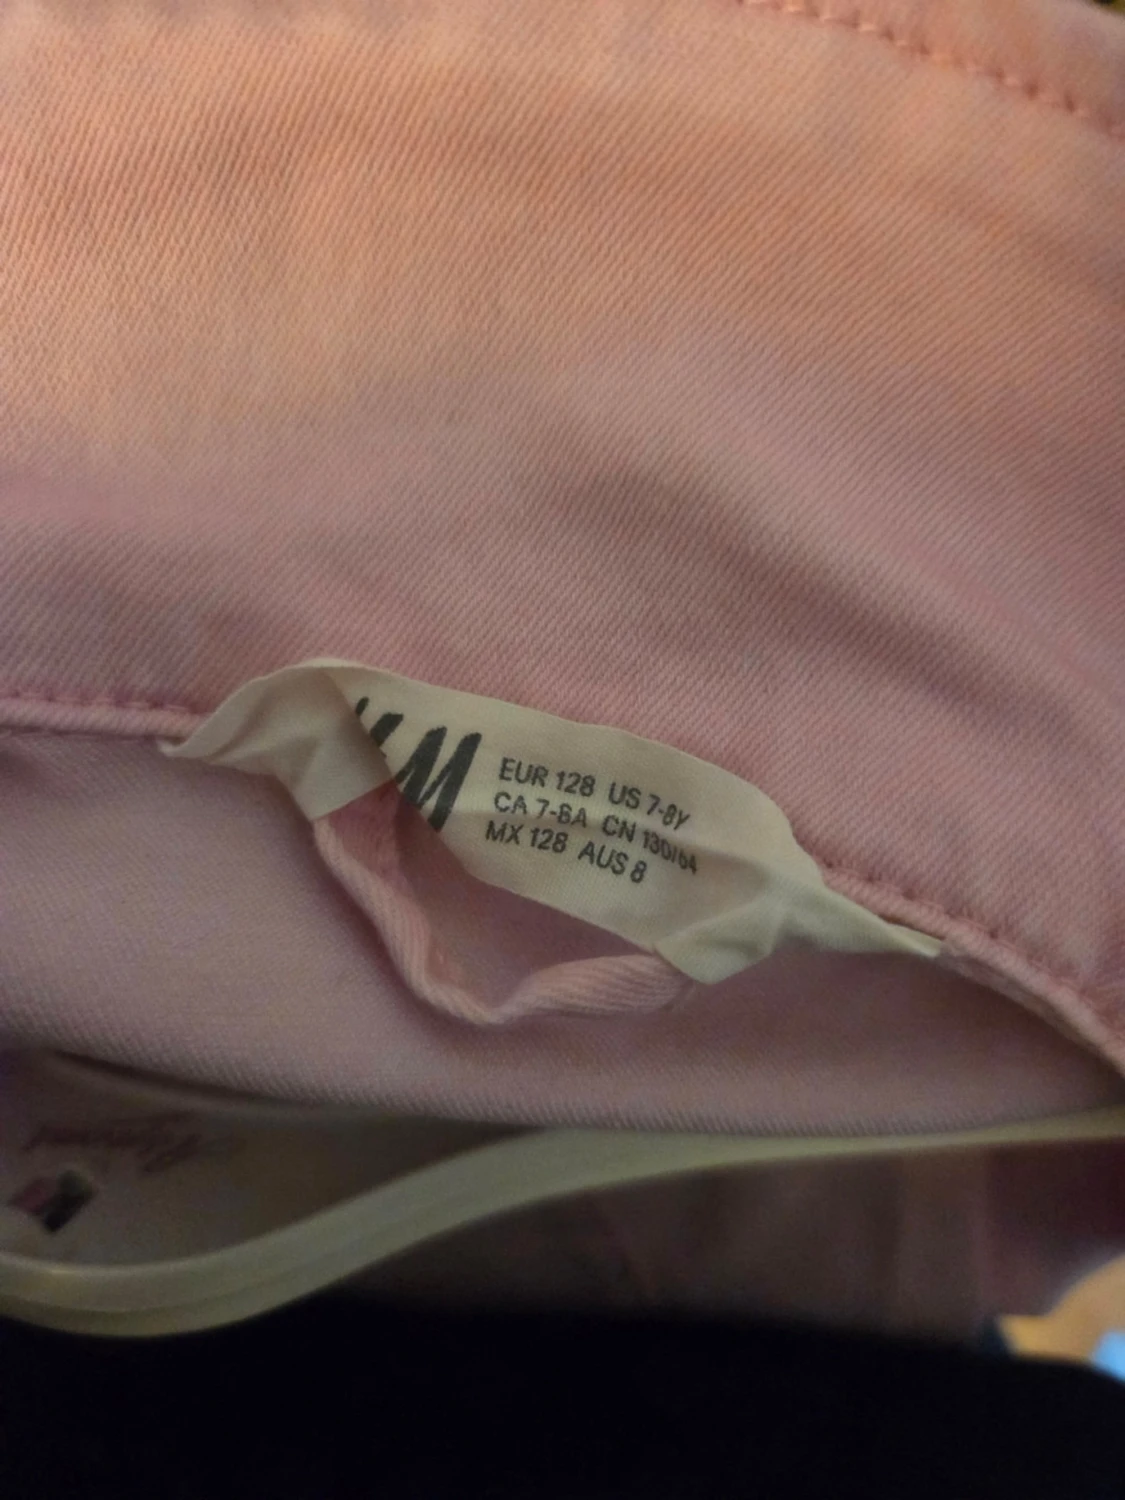 M
EUR 128 US 7-8Y
CA 7-8A CN 130/64
MX 128 AUS 8